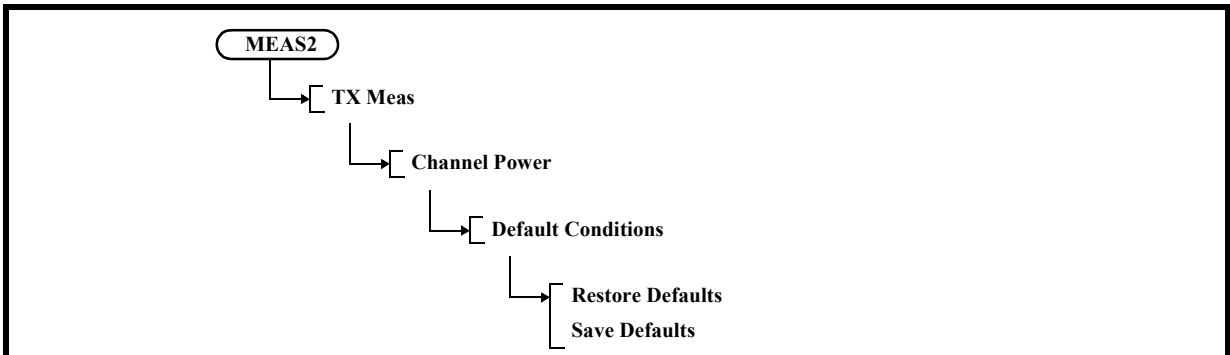 MEAS2
TX Meas
Channel Power
Default Conditions
Restore Defaults
Save Defaults